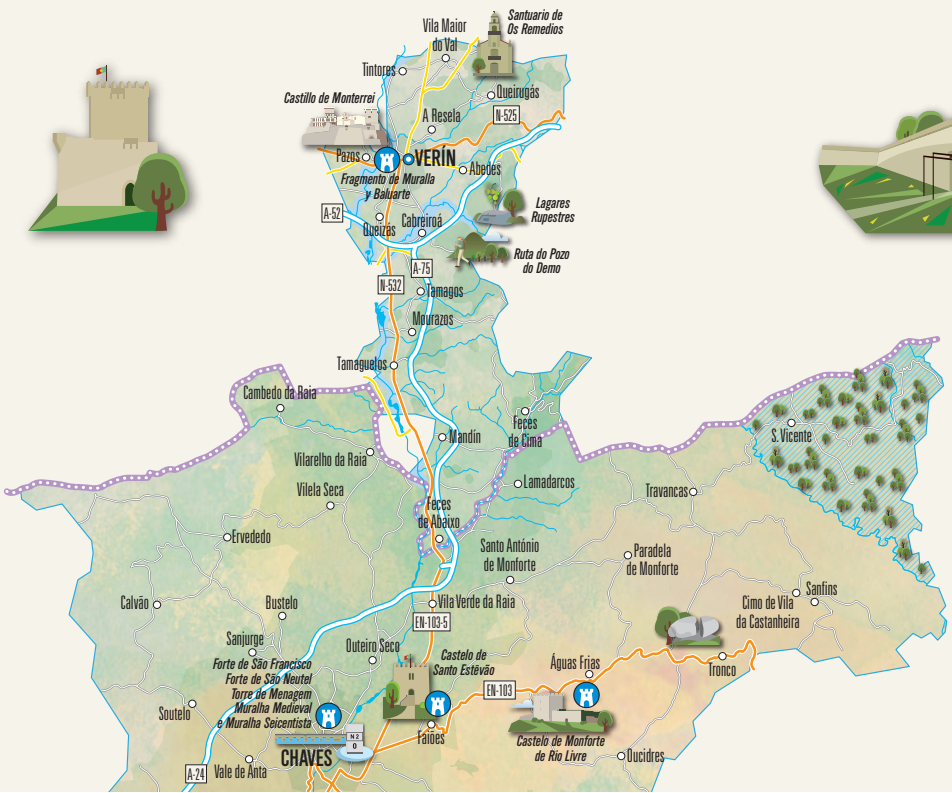 Santuario de
Os Remedios
Vila Maior
do Val
Tintores
Queirugás
Castillo de Monterrei
A Resela
N-525
Pazos
VERÍN
Abedes
Fragmento de Muralla
y Baluarte
Lagares
Rupestres
A-52
Queizás
Cabreiroá
Ruta do Pozo
do Demo
A-75
N-532
Tamagos
Mourazos
Tamaguelos
Cambedo da Raia
Feces
de Cima
S. Vicente
Mandín
Vilarelho da Raia
Vilela Seca
Lamadarcos
Travancas
Feces
de Abaixo
Ervededo
Santo António
de Monforte
Paradela
de Monforte
Calvão
Bustelo
Vila Verde da Raia
Cimo de Vila
da Castanheira
Sanfins
EN-103-5
Sanjurge
Outeiro Seco
Forte de São Francisco
Forte de São Neutel
Torre de Menagem
Muralha Medieval
e Muralha Seicentista
Castelo de
Santo Estêvão
Águas Frias
Tronco
EN-103
Soutelo
N2
0
Faiões
Castelo de Monforte
de Rio Livre
CHAVES
Oucidres
A-24
Vale de Anta